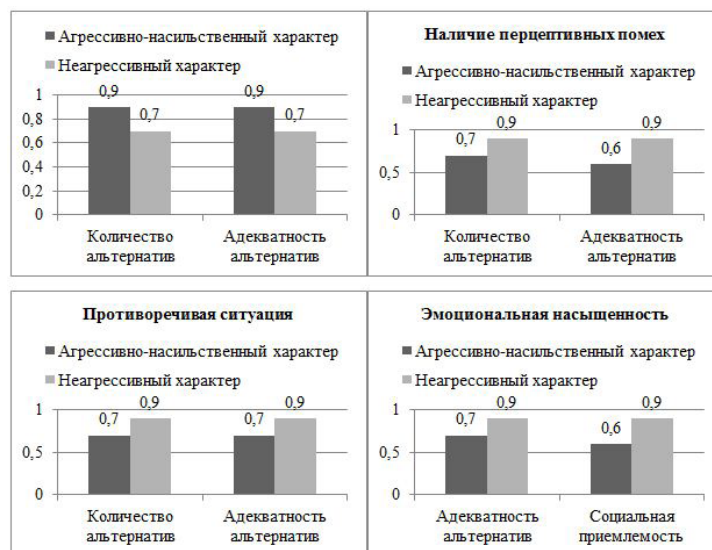 Агрессивно-насильственный характер
Неагрессивный характер
1
0,8
0,6
0,4
0,2
0
0,9
0,7
0,9
0,7
Количество
альтернатив
Адекватность
альтернатив
Наличие перцептивных помех
Агрессивно-насильственный характер
Неагрессивный характер
1
0,5
0
0,7
0,9
0,6
0,9
Количество
альтернатив
Адекватность
альтернатив
Противоречивая ситуация
Агрессивно-насильственный характер
Неагрессивный характер
1
0,5
0
0,7
0,9
0,7
0,9
Количество
альтернатив
Адекватность
альтернатив
Эмоциональная насыщенность
Агрессивно-насильственный характер
Неагрессивный характер
1
0,5
0
0,7
0,9
0,6
0,9
Адекватность
альтернатив
Социальная
приемлемость